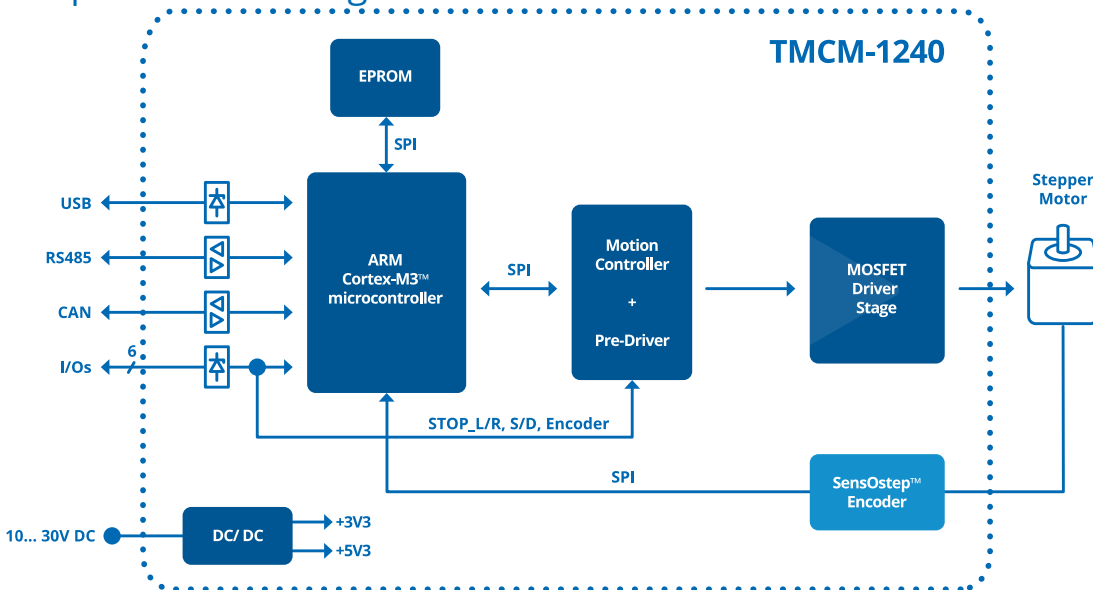 TMCM-1240
EPROM
SPI
USB
RS485
CAN
6
I/Os
ARM
Cortex-M3™
microcontroller
SPI
Motion
Controller
+
Pre-Driver
MOSFET
Driver
Stage
Stepper
Motor
STOP_L/R, S/D, Encoder
SPI
SensOstep™
Encoder
10... 30V DC
DC/ DC
+3V3
+5V3